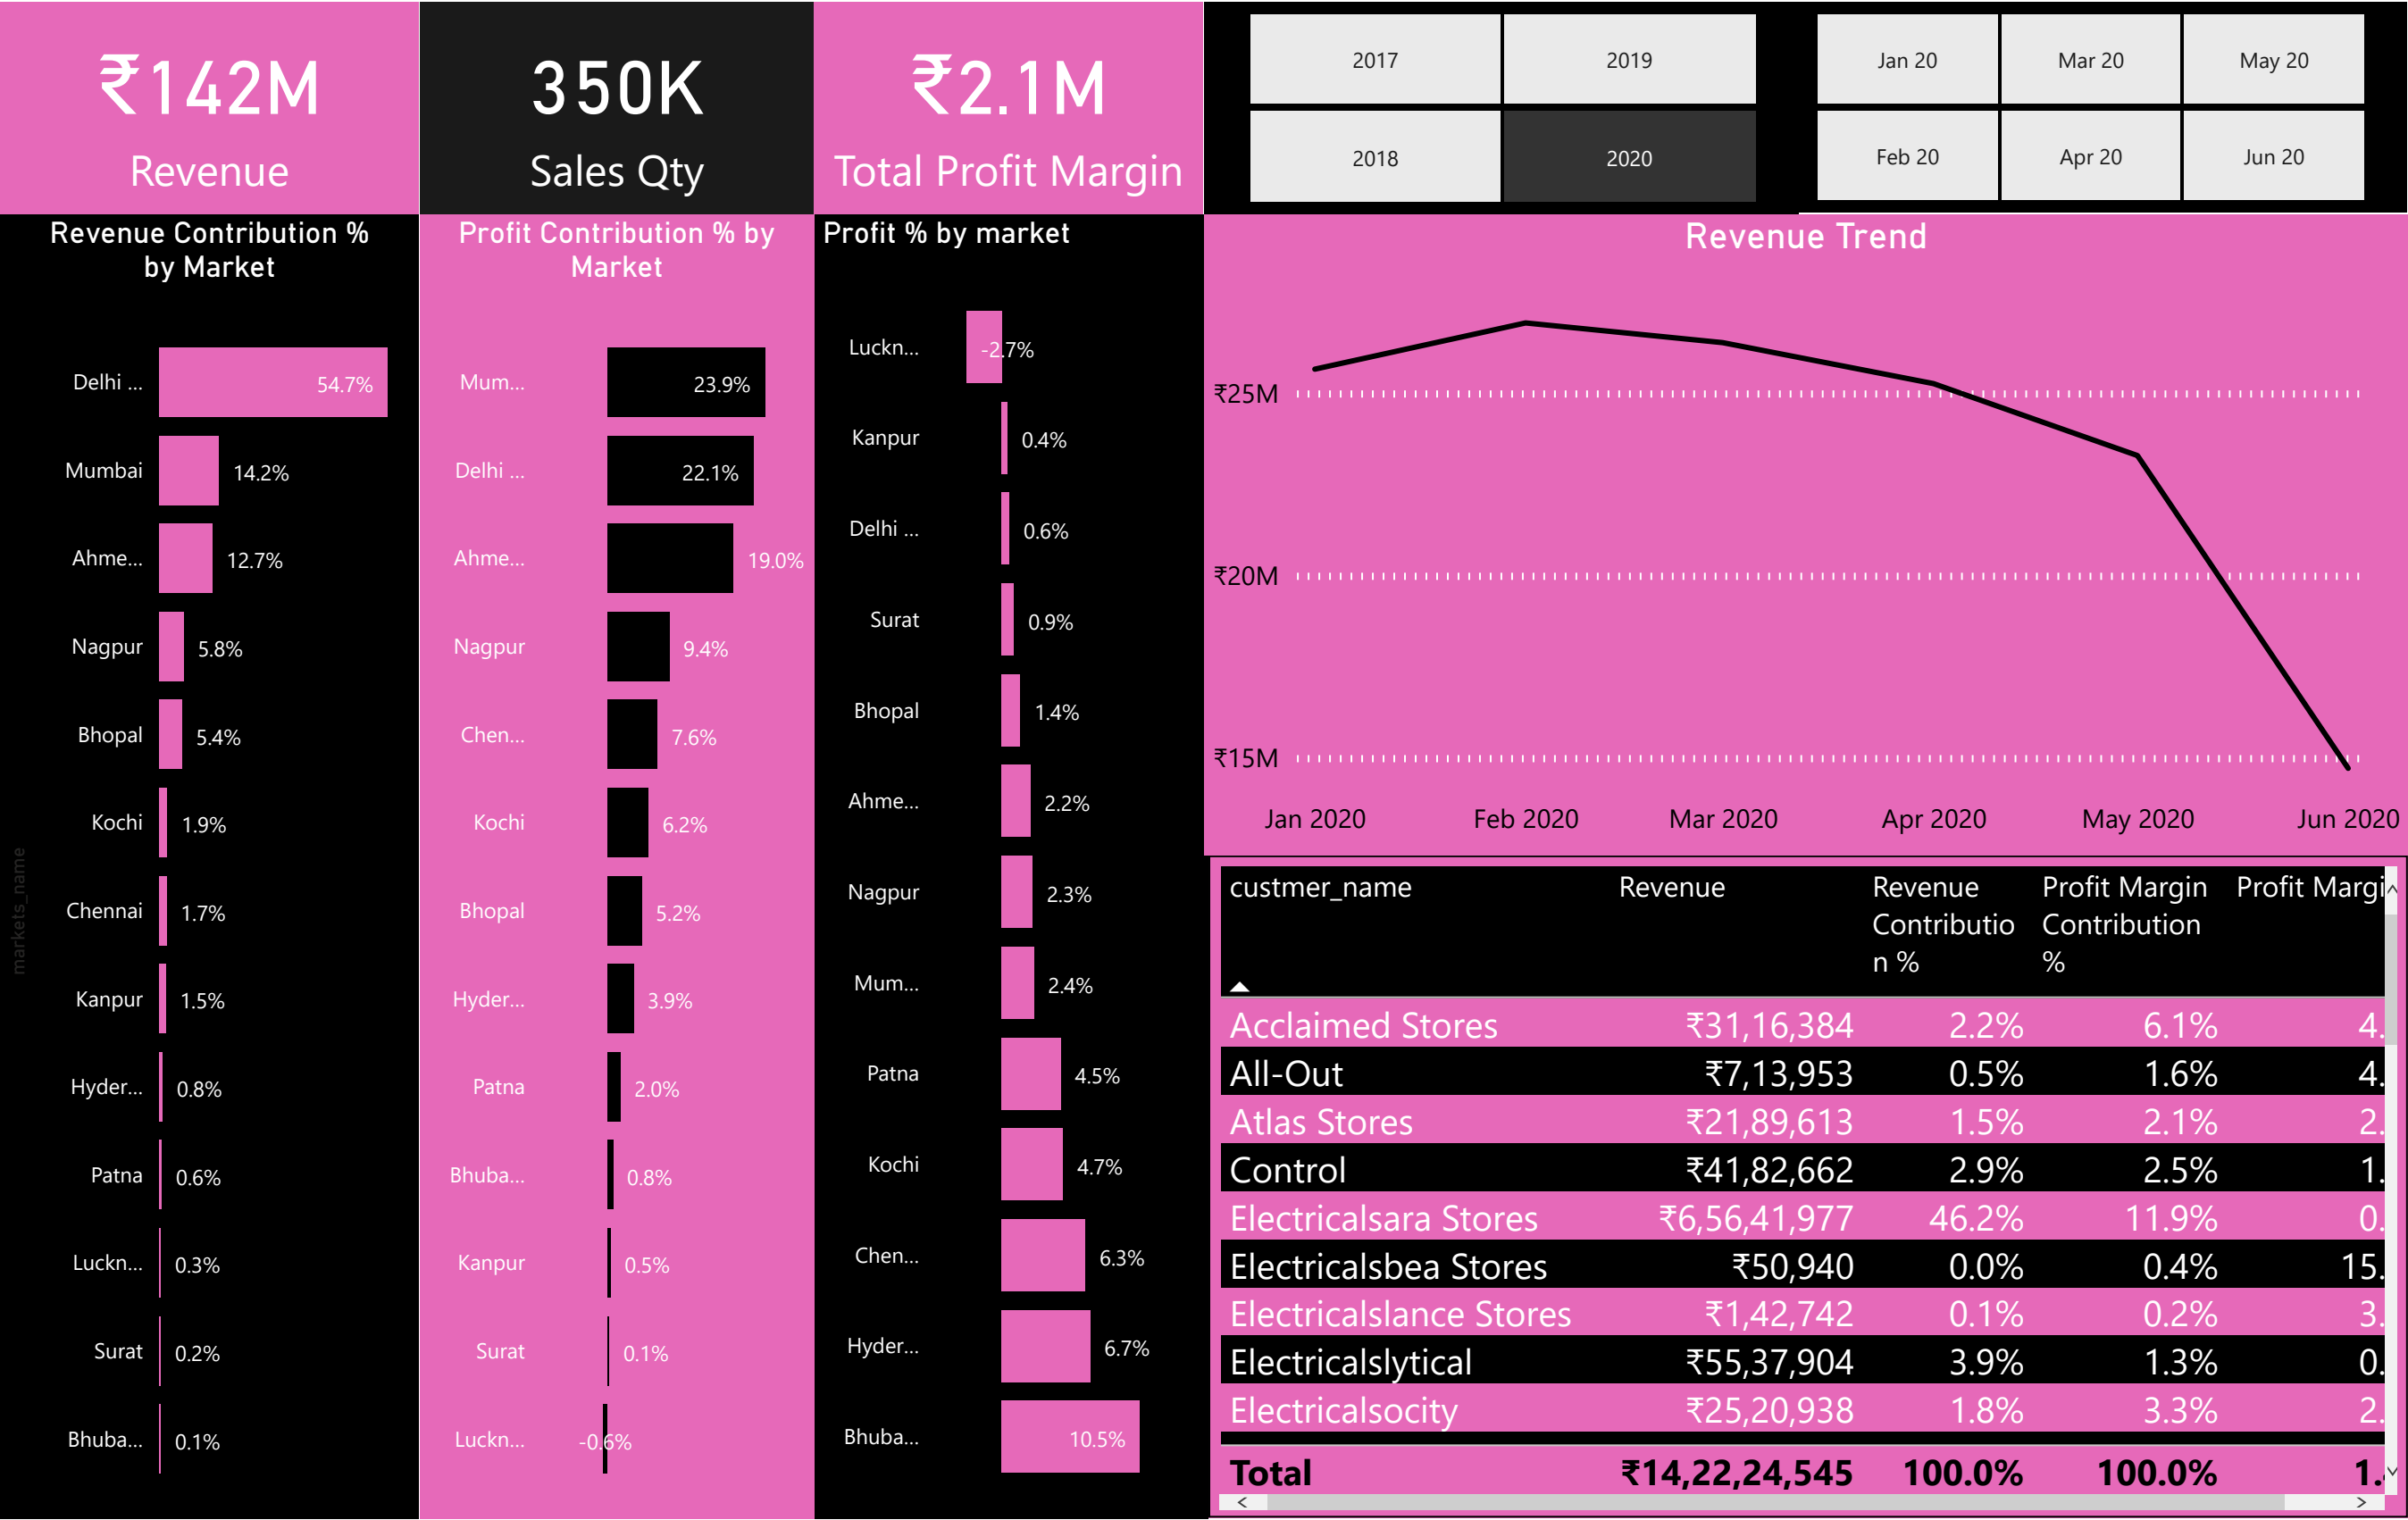 ₹142M
Revenue
350K
Sales Qty
₹2.1M
Total Profit Margin
2017
2019
2018
2020
Jan 20
Mar 20
May 20
Feb 20
Apr 20
Jun 20
Revenue Contribution %
by Market
markets_name
Delhi ...
54.7%
Mumbai
14.2%
Ahme...
12.7%
Nagpur
5.8%
Bhopal
5.4%
Kochi
1.9%
Chennai
1.7%
Kanpur
1.5%
Hyder...
0.8%
Patna
0.6%
Luckn...
0.3%
Surat
0.2%
Bhuba...
0.1%
Profit Contribution % by
Market
Mum...
23.9%
Delhi ...
22.1%
Ahme...
19.0%
Nagpur
9.4%
Chen...
7.6%
Kochi
6.2%
Bhopal
5.2%
Hyder...
3.9%
Patna
2.0%
Bhuba...
0.8%
Kanpur
0.5%
Surat
0.1%
Luckn...
-0.6%
Profit % by market
Luckn...
-2.7%
Kanpur
0.4%
Delhi ...
0.6%
Surat
0.9%
Bhopal
1.4%
Ahme...
2.2%
Nagpur
2.3%
Mum...
2.4%
Patna
4.5%
Kochi
4.7%
Chen...
6.3%
Hyder...
6.7%
Bhuba...
10.5%
Revenue Trend
₹25M
₹20M
₹15M
Jan 2020
Feb 2020
Mar 2020
Apr 2020
May 2020
Jun 2020
custmer_name Revenue Revenue Profit Margin Profit Margi
Contributio Contribution
n % %
Acclaimed Stores ₹31,16,384 2.2% 6.1% 4.
All-Out ₹7,13,953 0.5% 1.6% 4.
Atlas Stores ₹21,89,613 1.5% 2.1% 2.
Control ₹41,82,662 2.9% 2.5% 1.
Electricalsara Stores ₹6,56,41,977 46.2% 11.9% 0.
Electricalsbea Stores ₹50,940 0.0% 0.4% 15.
Electricalslance Stores ₹1,42,742 0.1% 0.2% 3.
Electricalslytical ₹55,37,904 3.9% 1.3% 0.
Electricalsocity ₹25,20,938 1.8% 3.3% 2.
Total ₹14,22,24,545 100.0% 100.0% 1.